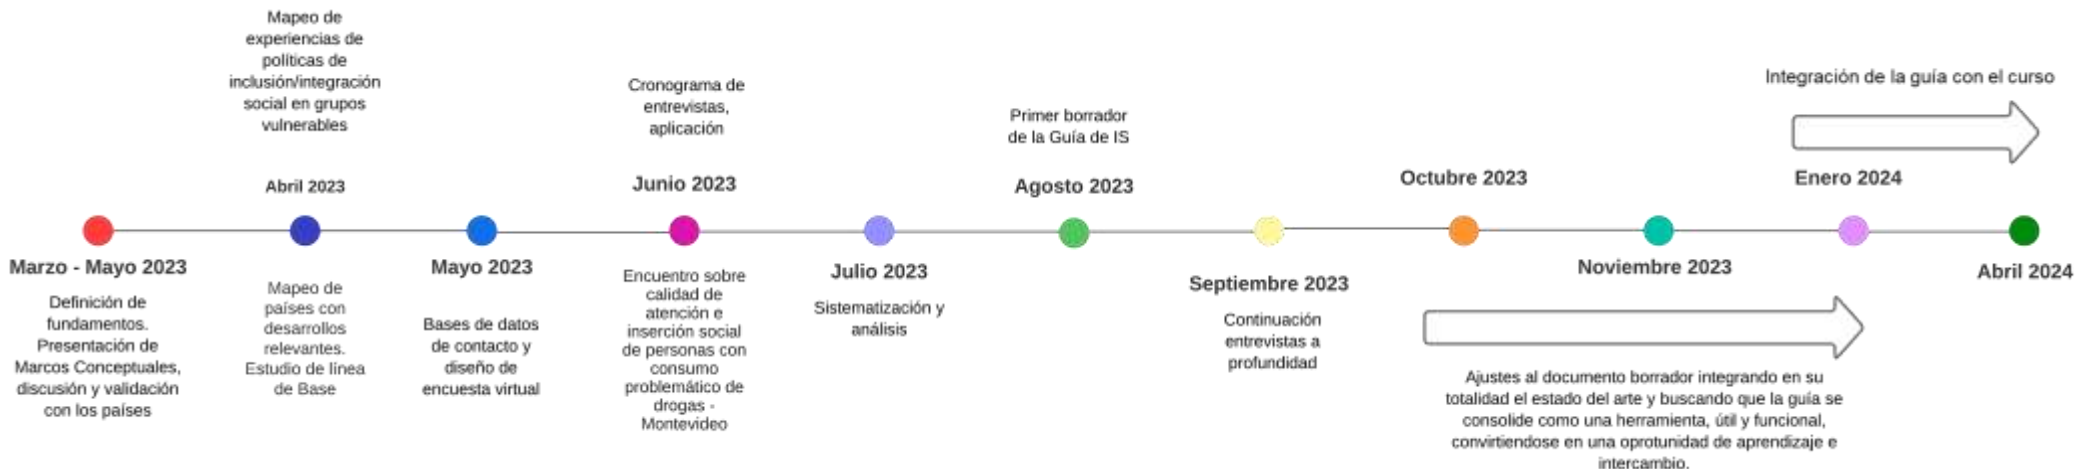 Mapeo de
experiencias de
políticas de
inclusión/integración
social en grupos
vulnerables
Cronograma de
entrevistas,
aplicación
Primer borrador
de la Guía de IS
Integración de la guía con el curso
Abril 2023
Junio 2023
Agosto 2023
Octubre 2023
Enero 2024
Marzo - Mayo 2023
Definición de
fundamentos.
Presentación de
Marcos Conceptuales,
discusión y validación
con los países
Mapeo de
países con
desarrollos
relevantes.
Estudio de línea
de Base
Mayo 2023
Bases de datos
de contacto y
diseño de
encuesta virtual
Encuentro sobre
calidad de
atención e
inserción social
de personas con
consumo
problemático de
drogas -
Montevideo
Julio 2023
Sistematización y
análisis
Septiembre 2023
Continuación
entrevistas a
profundidad
Noviembre 2023
Abril 2024
Ajustes al documento borrador integrando en su
totalidad el estado del arte y buscando que la guía se
consolide como una herramienta, útil y funcional,
convirtiendose en una oprotunidad de aprendizaje e
intercambio.